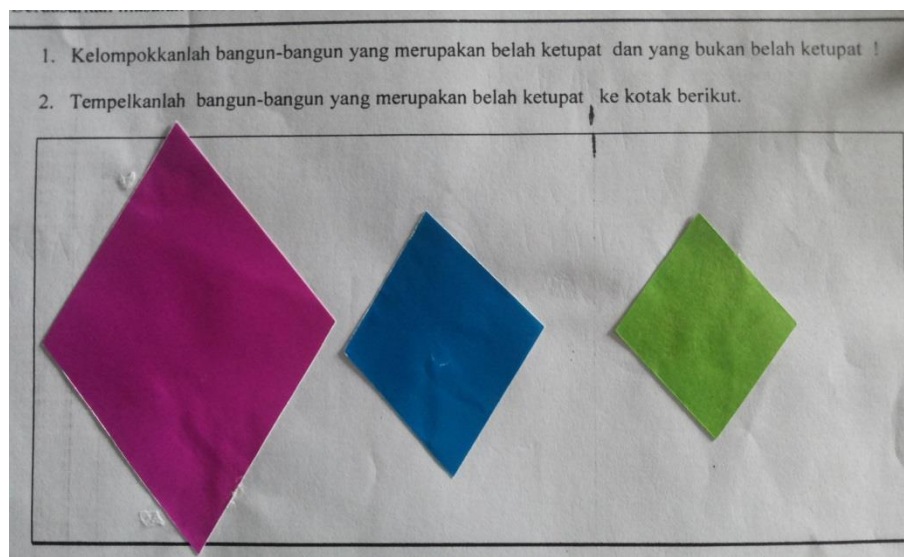 1. Kelompokkanlah bangun-bangun yang merupakan belah ketupat dan yang bukan belah ketupat !
2. Tempelkanlah bangun-bangun yang merupakan belah ketupat ke kotak berikut.